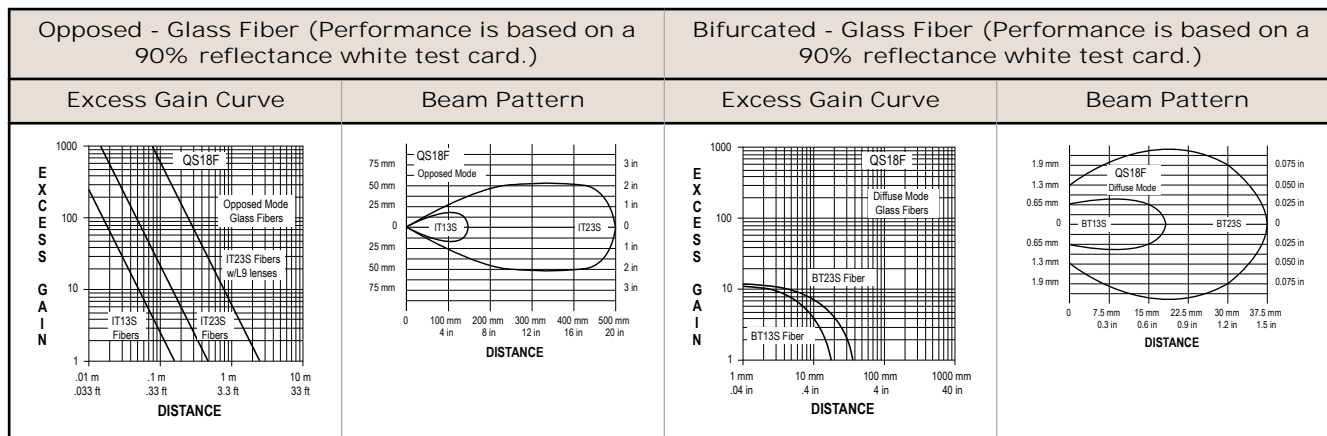 Opposed - Glass Fiber (Performance is based on a
90% reflectance white test card.)
Bifurcated - Glass Fiber (Performance is based on a
90% reflectance white test card.)
Excess Gain Curve
Beam Pattern
Excess Gain Curve
Beam Pattern
EXCESS GAIN
1000
100
10
1
QS18F
Opposed Mode
Glass Fibers
IT23S Fibers
w/L9 lenses
IT13S
Fibers
IT23S
Fibers
.01 m .1 m 1 m 10 m
.033 ft .33 ft 3.3 ft 33 ft
DISTANCE
QS18F
Opposed Mode
75 mm
50 mm
25 mm
0
25 mm
50 mm
75 mm
IT13S
IT23S
3 in
2 in
1 in
0
1 in
2 in
3 in
0 100 mm 200 mm 300 mm 400 mm 500 mm
4 in 8 in 12 in 16 in 20 in
DISTANCE
EXCESS GAIN
1000
100
10
1
QS18F
Diffuse Mode
Glass Fibers
BT23S Fiber
BT13S Fiber
1 mm 10 mm 100 mm 1000 mm
.04 in .4 in 4 in 40 in
DISTANCE
QS18F
Diffuse Mode
1.9 mm
1.3 mm
0.65 mm
0
0.65 mm
1.3 mm
1.9 mm
BT13S
BT23S
0.075 in
0.050 in
0.025 in
0
0.025 in
0.050 in
0.075 in
0 7.5 mm 15 mm 22.5 mm 30 mm 37.5 mm
0.3 in 0.6 in 0.9 in 1.2 in 1.5 in
DISTANCE